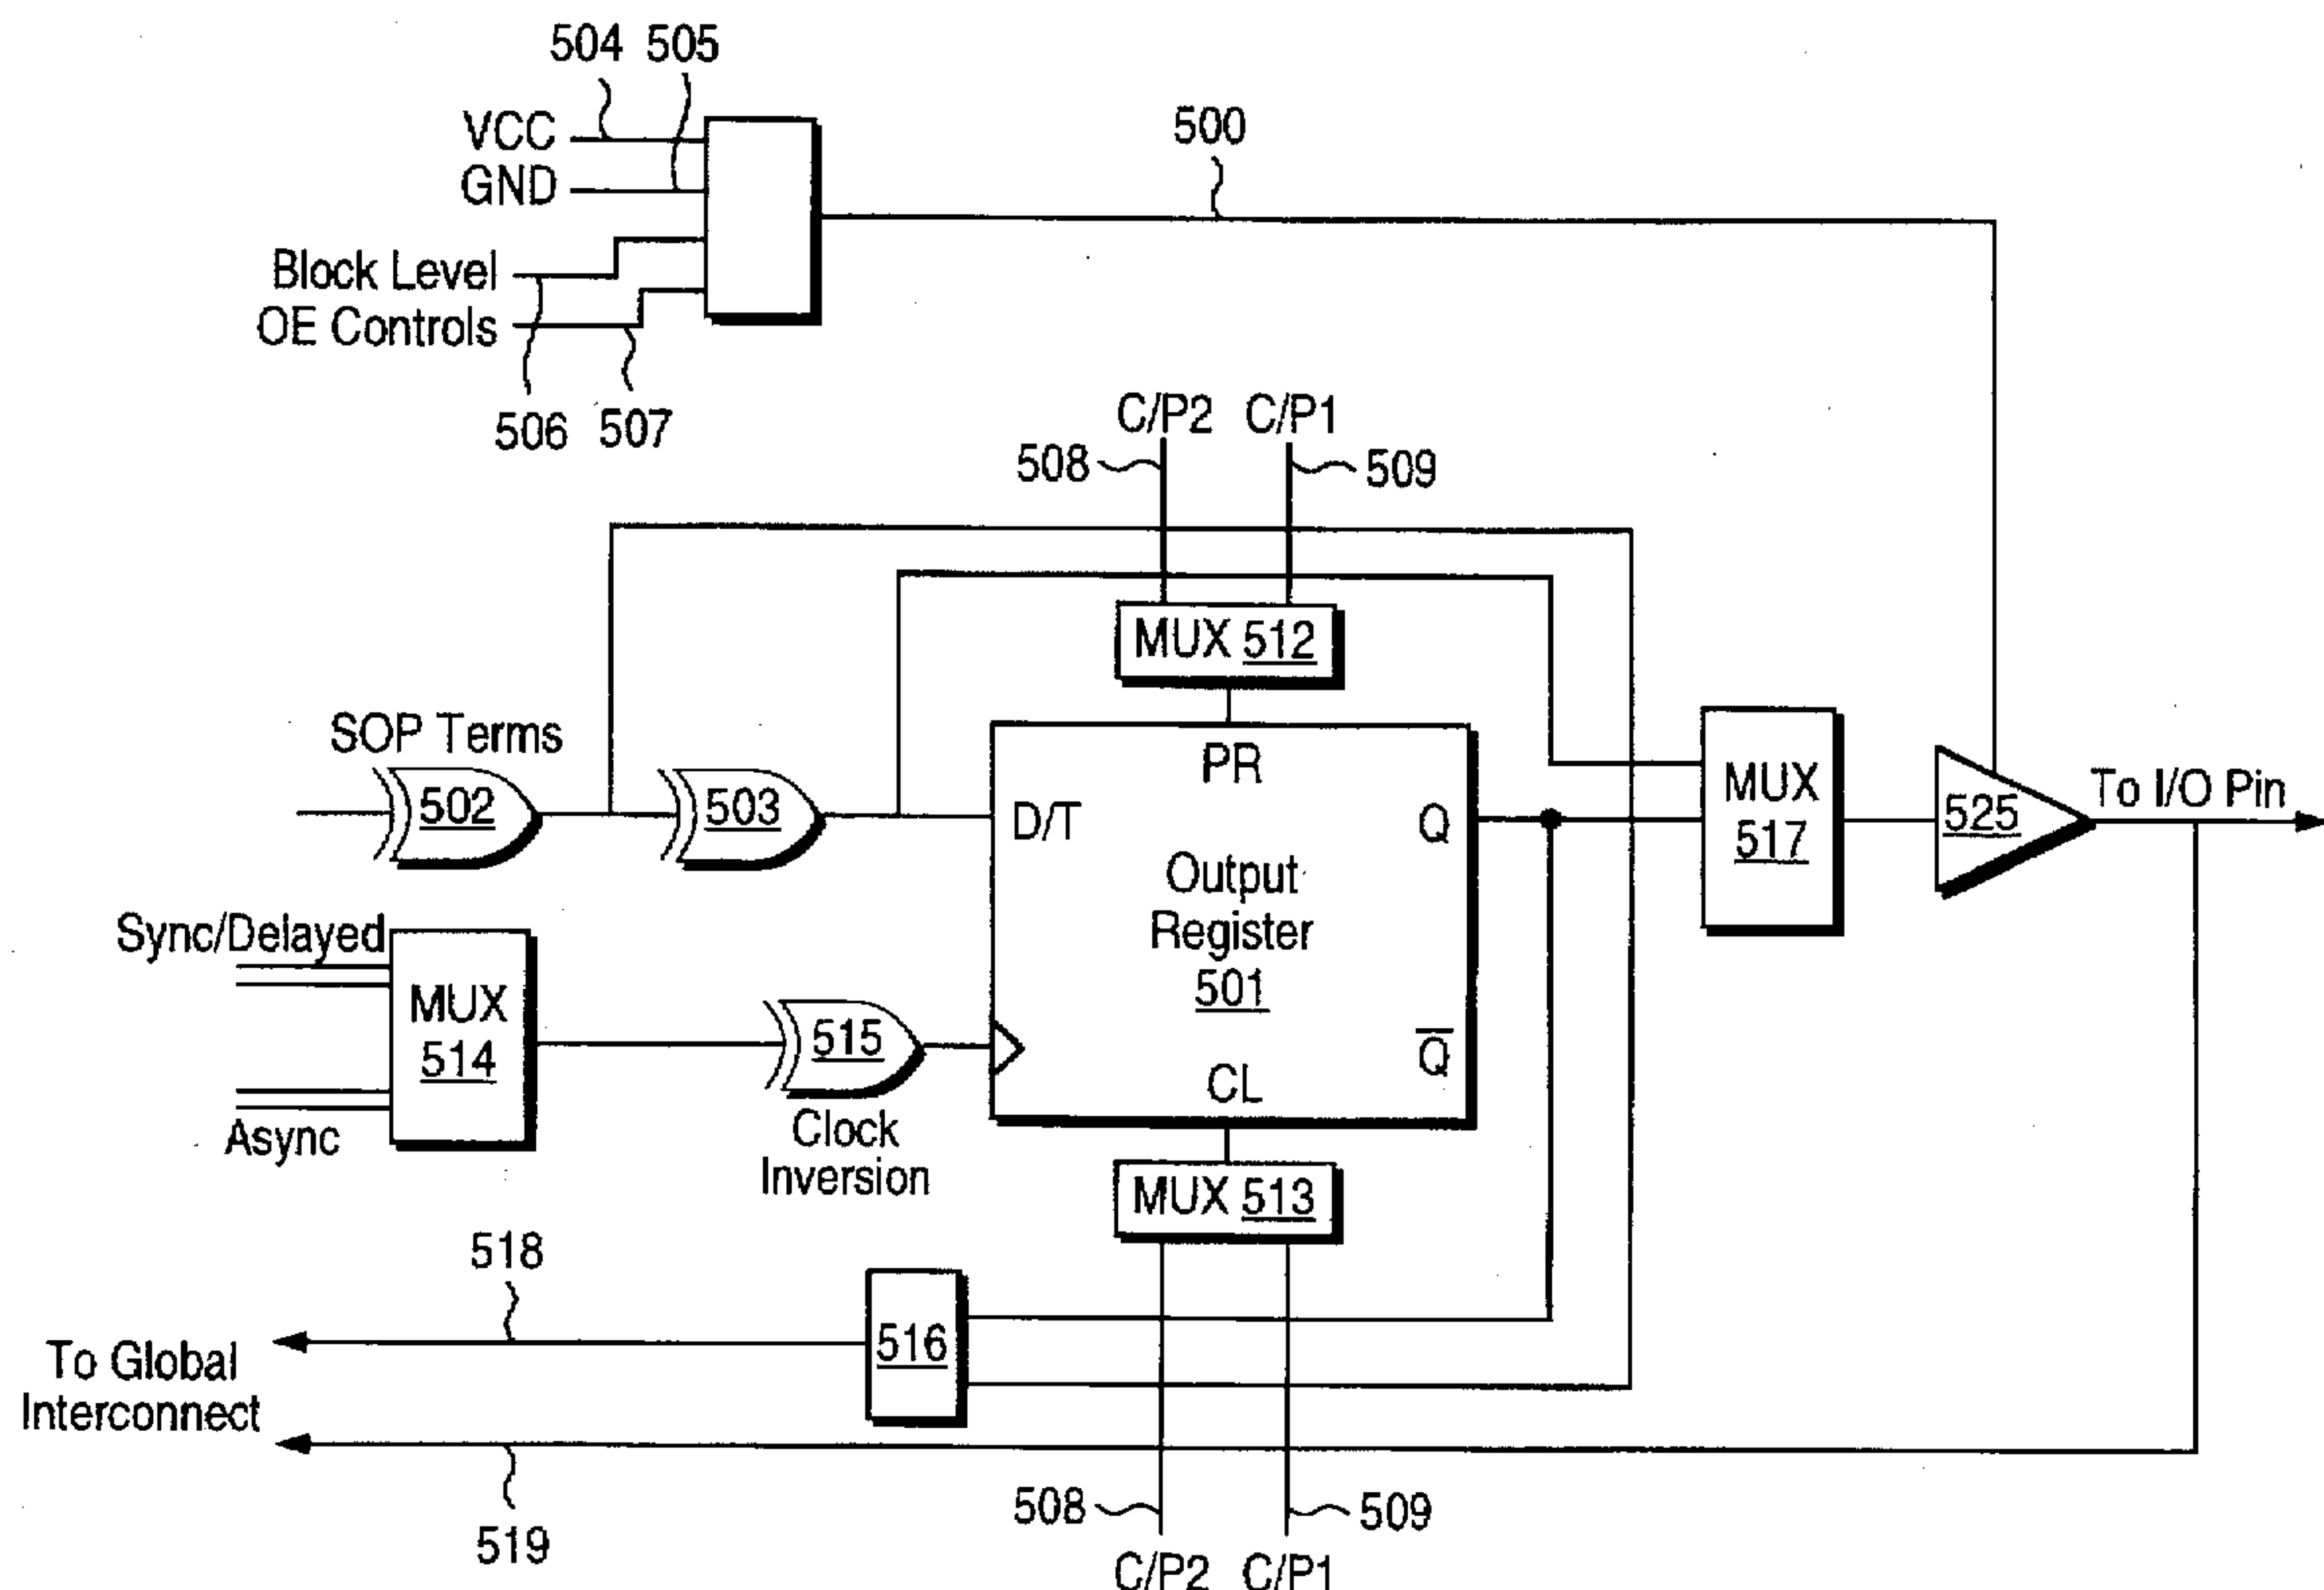 504 505
VCC
GND
500
Block Level
OE Controls
506 507
C/P2 C/P1
508 509
MUX 512
SOP Terms
502 503
D/T PR Q
Output
Register
501
Q̅
CL
MUX
517
525
To I/O Pin
Sync/Delayed
MUX
514
Async
515
Clock
Inversion
MUX 513
518
516
To Global
Interconnect
519
508 509
C/P2 C/P1